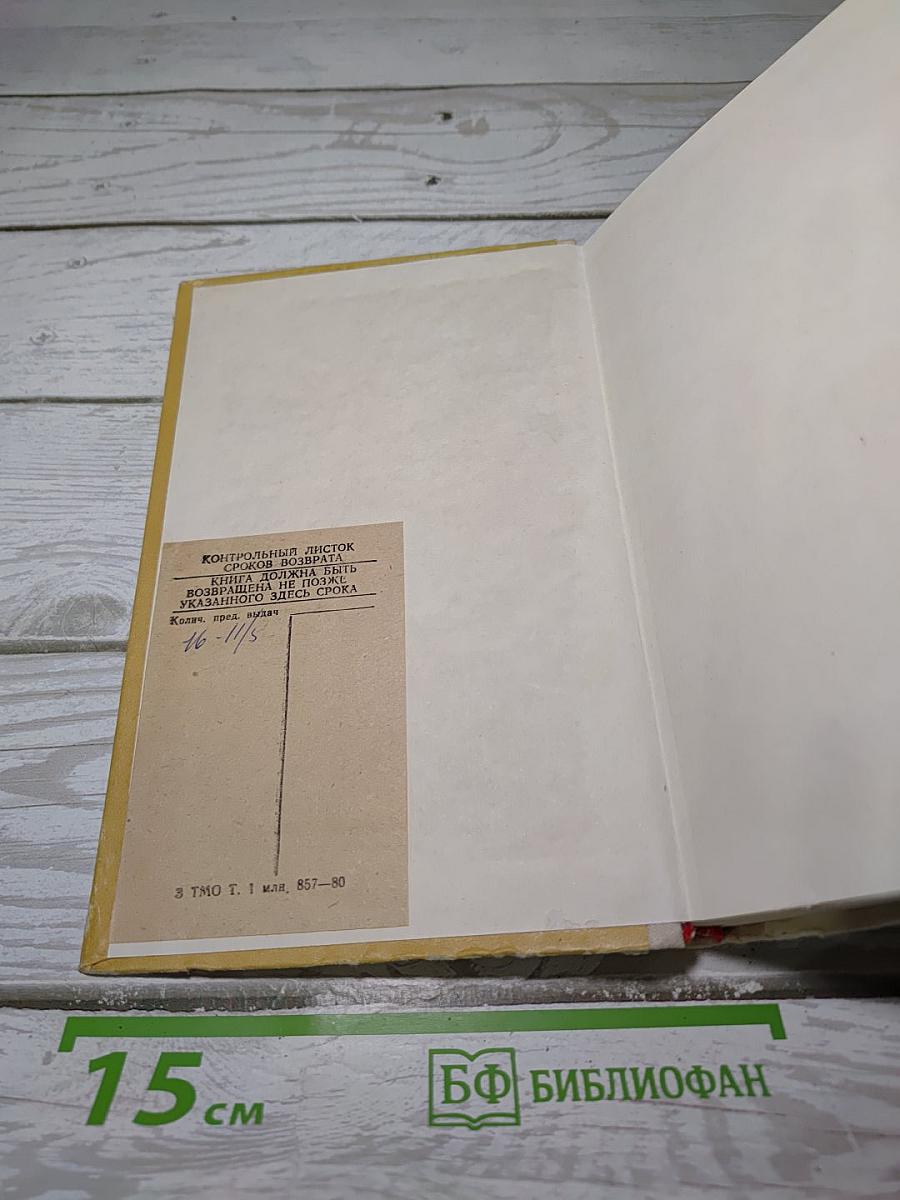 КОНТРОЛЬНЫЙ ЛИСТОК
СРОКОВ ВОЗВРАТА
КНИГА ДОЛЖНА БЫТЬ
ВОЗВРАЩЕНА НЕ ПОЗЖЕ
УКАЗАННОГО ЗДЕСЬ СРОКА
Колич. пред. выдач
16 - 11/5
3 ТМО Т. 1 млн. 857—80
15 см
БФ БИБЛИОФАН